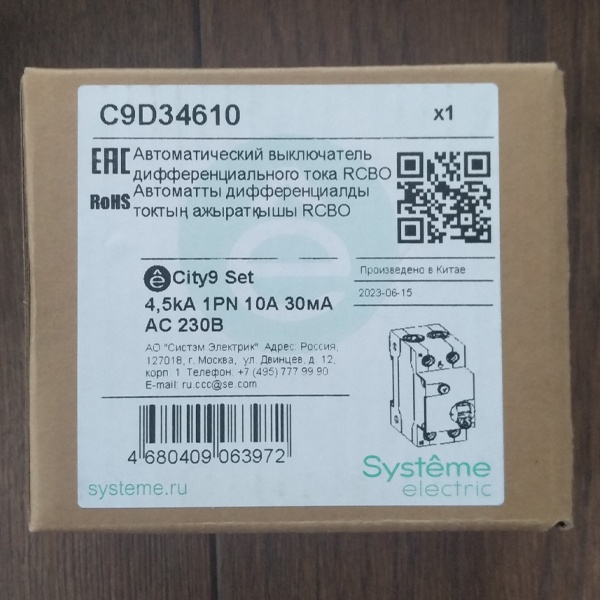 C9D34610
x1
EAC
Автоматический выключатель
дифференциального тока RCBO
RoHS
Автоматты дифференциалды
токтың ажыратқышы RCBO
ê City9 Set
4,5kA 1PN 10A 30мА
AC 230В
Произведено в Китае
2023-06-15
АО "Систэм Электрик" Адрес: Россия,
127018, г. Москва, ул. Двинцев, д. 12,
корп. 1 Телефон: +7 (495) 777 99 90
E-mail: ru.ccc@se.com
4 680409 063972
systeme.ru
Systême
electric